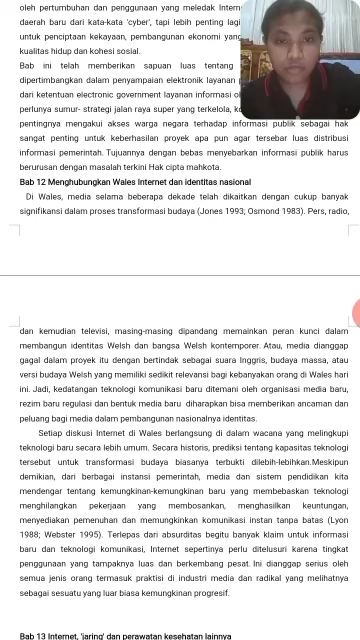 oleh pertumbuhan dan penggunaan yang meledak Intern
daerah baru dari kata-kata 'cyber', tapi lebih penting lagi
untuk penciptaan kekayaan, pembangunan ekonomi yang
kualitas hidup dan kohesi sosial.
Bab ini telah memberikan sapuan luas tentang
dipertimbangkan dalam penyampaian elektronik layanan
dari ketentuan electronic government layanan informasi
perlunya sumur- strategi jalan raya super yang terkelola,
pentingnya mengakui akses warga negara terhadap informasi publik sebagai hak
sangat penting untuk keberhasilan proyek apa pun agar tersebar luas distribusi
informasi pemerintah. Tujuannya dengan bebas menyebarkan informasi publik harus
berurusan dengan masalah terkini Hak cipta mahkota.
Bab 12 Menghubungkan Wales Internet dan identitas nasional
Di Wales, media selama beberapa dekade telah dikaitkan dengan cukup banyak
signifikansi dalam proses transformasi budaya (Jones 1993; Osmond 1983). Pers, radio,
dan kemudian televisi, masing-masing dipandang memainkan peran kunci dalam
membangun identitas Welsh dan bangsa Welsh kontemporer. Atau, media dianggap
gagal dalam proyek itu dengan bertindak sebagai suara Inggris, budaya massa, atau
versi budaya Welsh yang memiliki sedikit relevansi bagi kebanyakan orang di Wales hari
ini. Jadi, kedatangan teknologi komunikasi baru ditemani oleh organisasi media baru,
rezim baru regulasi dan bentuk media baru diharapkan bisa memberikan ancaman dan
peluang bagi media dalam pembangunan nasionalnya identitas.
Setiap diskusi Internet di Wales berlangsung di dalam wacana yang melingkupi
teknologi baru secara lebih umum. Secara historis, prediksi tentang kapasitas teknologi
tersebut untuk transformasi budaya biasanya terbukti dilebih-lebihkan.Meskipun
demikian, dari berbagai instansi pemerintah, media dan sistem pendidikan kita
mendengar tentang kemungkinan-kemungkinan baru yang membebaskan teknologi
menghilangkan pekerjaan yang membosankan, menghasilkan keuntungan,
menyediakan pemenuhan dan memungkinkan komunikasi instan tanpa batas (Lyon
1988; Webster 1995). Terlepas dari absurditas begitu banyak klaim untuk informasi
baru dan teknologi komunikasi, Internet sepertinya perlu ditelusuri karena tingkat
penggunaan yang tampaknya luas dan berkembang pesat. Ini dianggap serius oleh
semua jenis orang termasuk praktisi di industri media dan radikal yang melihatnya
sebagai sesuatu yang luar biasa kemungkinan progresif.
Bab 13 Internet, 'jaring' dan perawatan kesehatan lainnya